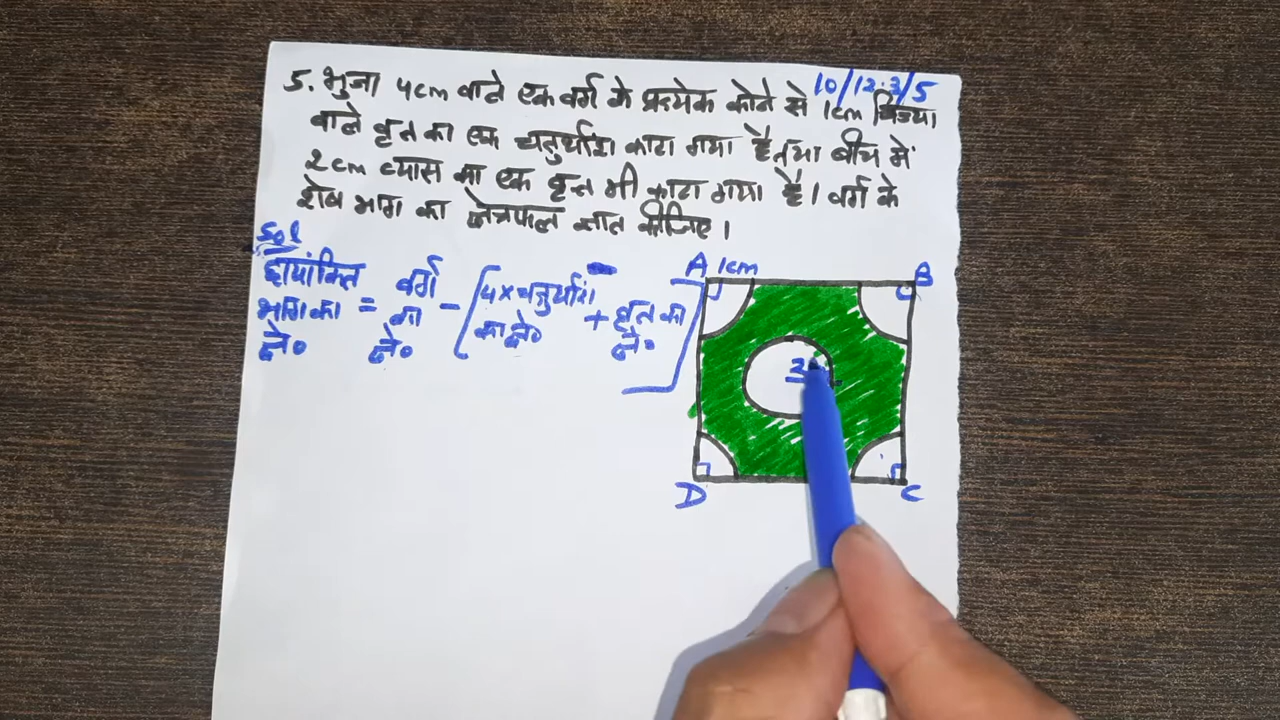 10/12.3/5
5. भुजा 4cm वाले एक वर्ग के प्रत्येक कोने से 1cm त्रिज्या
वाले वृत्त का एक चतुर्थांश काटा गया है तथा बीच में
2cm व्यास का एक वृत्त भी काटा गया है। वर्ग के
शेष भाग का क्षेत्रफल ज्ञात कीजिए।
Sol
छायांकित भाग का क्षे० = वर्ग का क्षे० - [4 x चतुर्थांश का क्षे० + वृत्त का क्षे०]
A 1cm B
D C